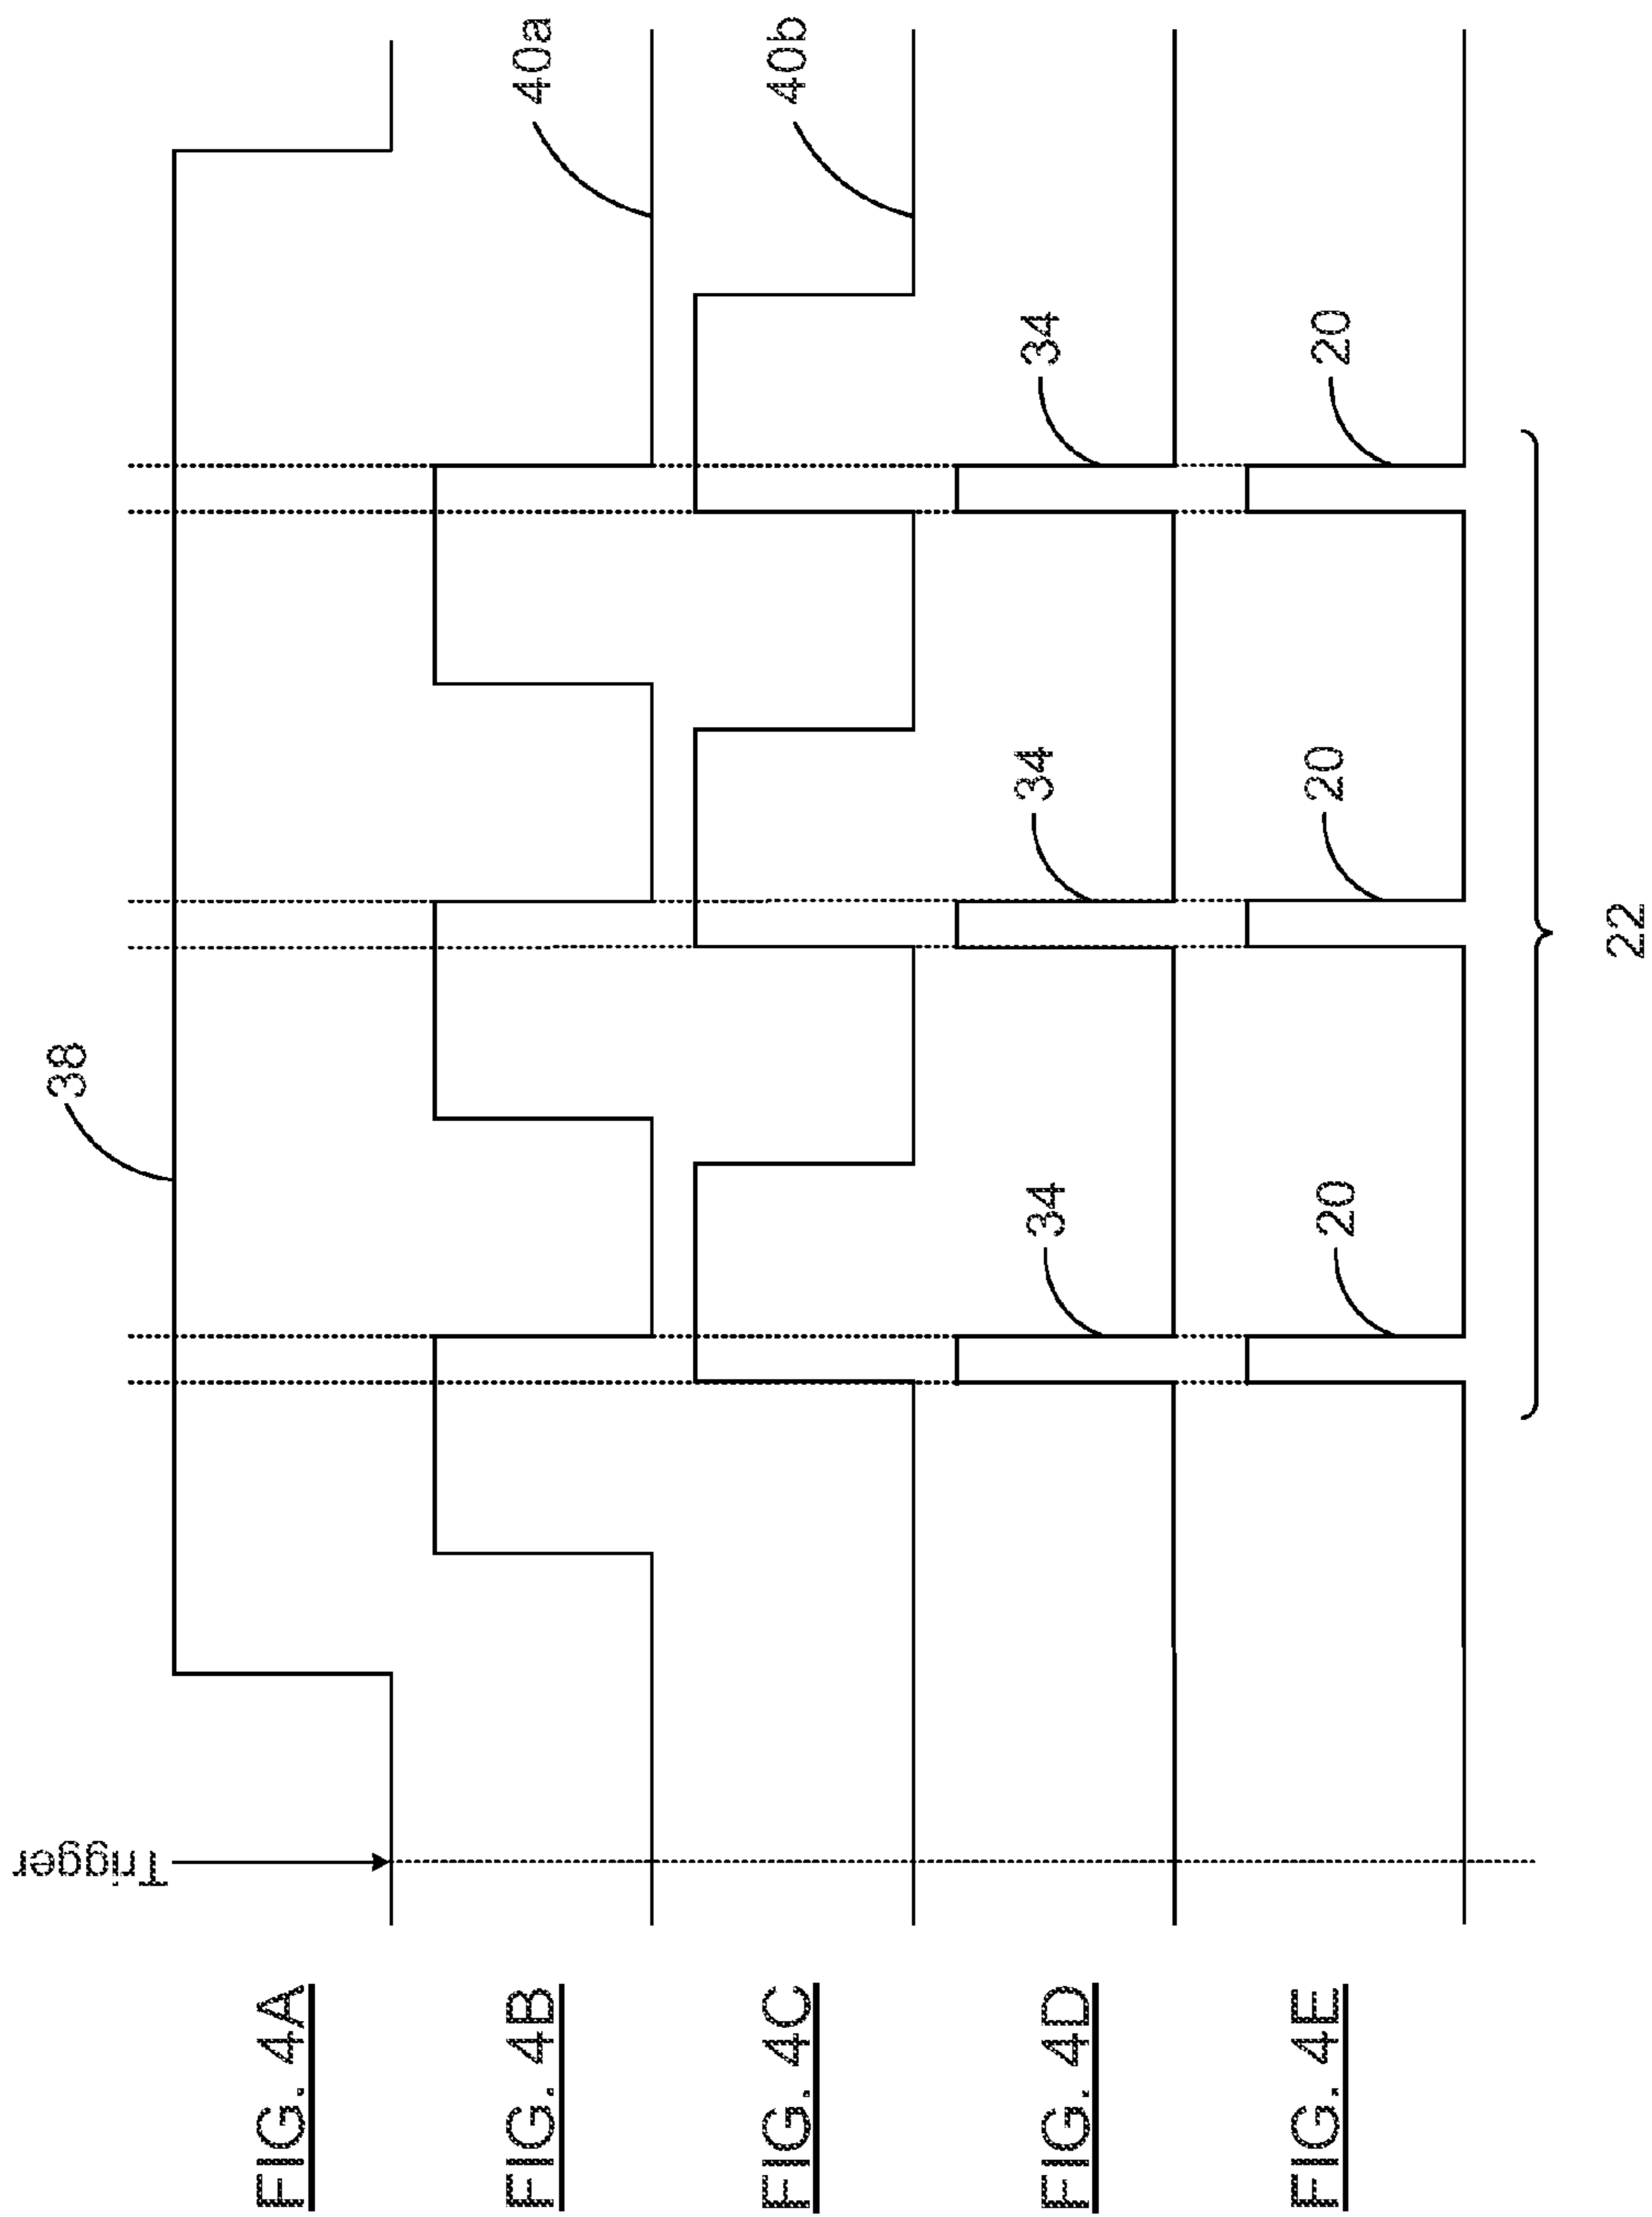 Trigger
38
40a
40b
34
34
34
20
20
20
22
FIG. 4A
FIG. 4B
FIG. 4C
FIG. 4D
FIG. 4E